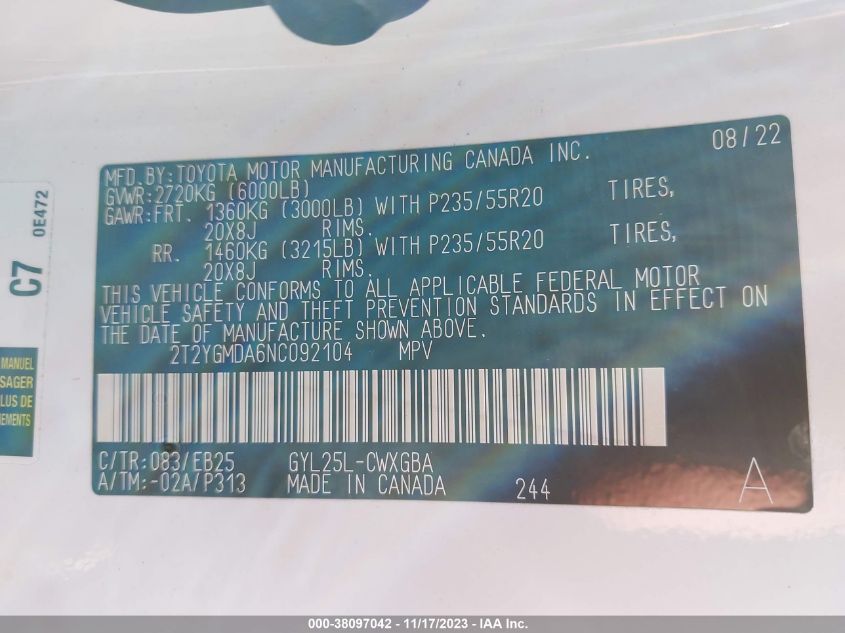 08/22
MFD.BY:TOYOTA MOTOR MANUFACTURING CANADA INC.
GVWR:2720KG (6000LB)
GAWR:FRT. 1360KG (3000LB) WITH P235/55R20 TIRES,
20X8J RIMS.
RR. 1460KG (3215LB) WITH P235/55R20 TIRES,
20X8J RIMS.
THIS VEHICLE CONFORMS TO ALL APPLICABLE FEDERAL MOTOR
VEHICLE SAFETY AND THEFT PREVENTION STANDARDS IN EFFECT ON
THE DATE OF MANUFACTURE SHOWN ABOVE.
2T2YGMDA6NC092104 MPV
C/TR:083/EB25 GYL25L-CWXGBA
A/TM:-02A/P313 MADE IN CANADA 244 A
C7 0E472
MANUEL
SAGER
LUS DE
NEMENTS
000-38097042 - 11/17/2023 - IAA Inc.